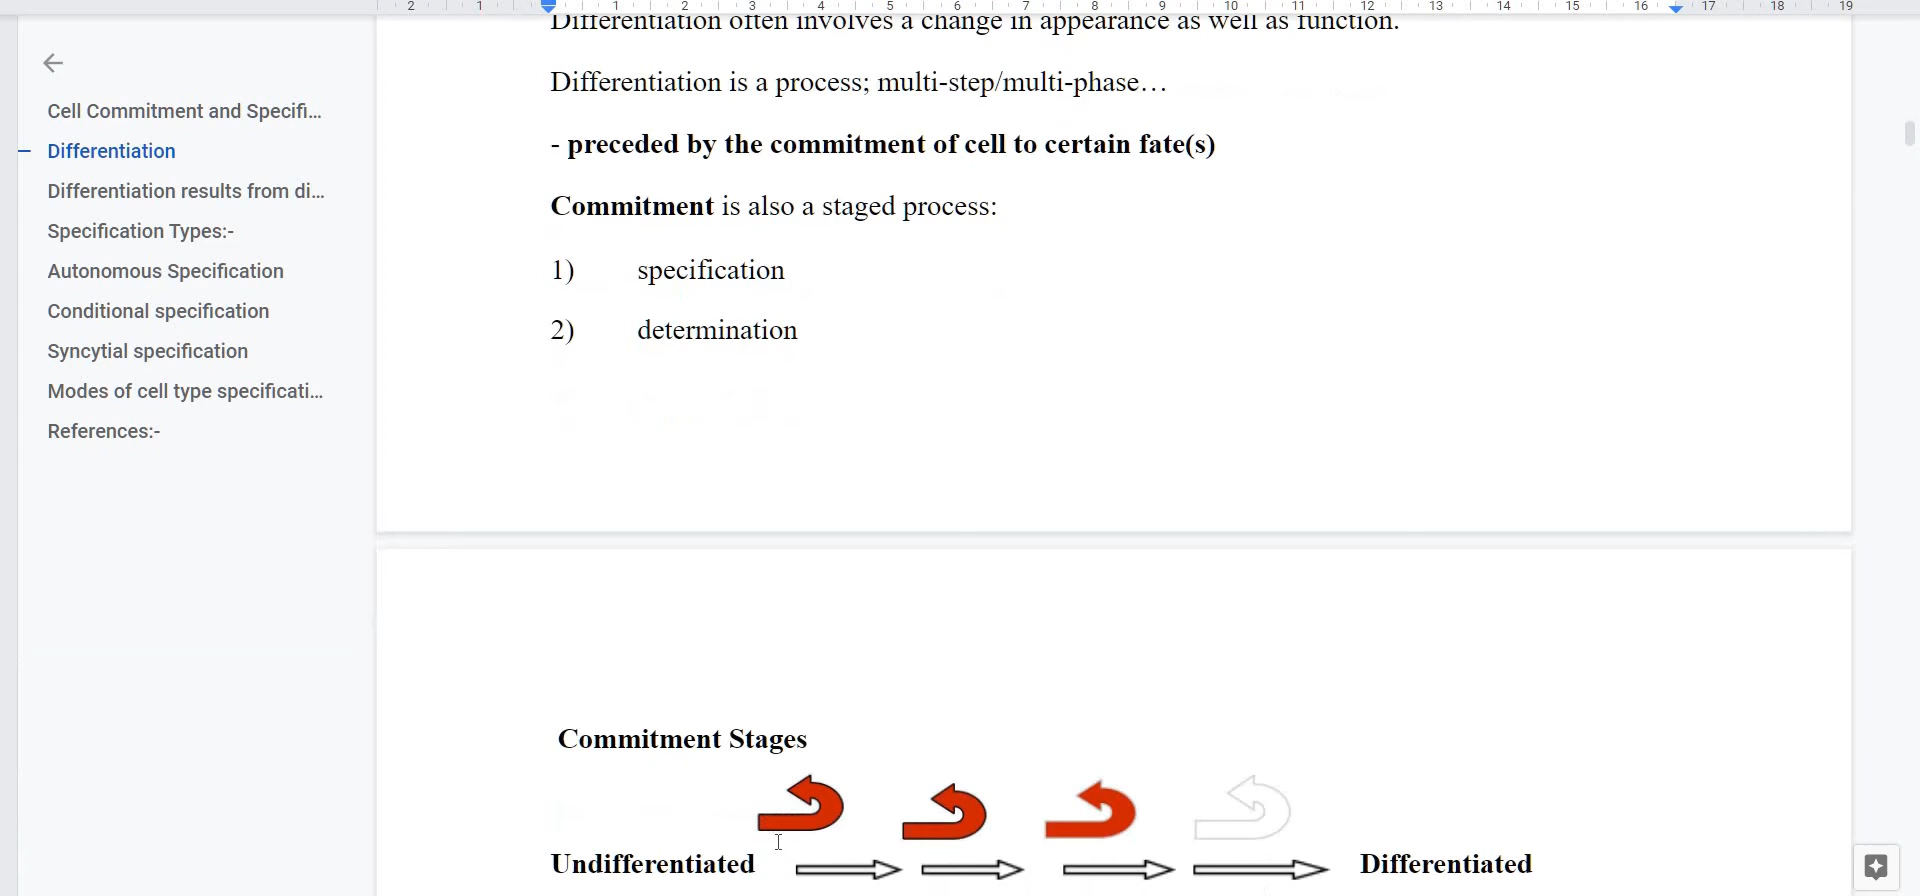 2 1 1 2 3 4 5 6 7 8 9 10 11 12 13 14 15 16 17 18 19
Cell Commitment and Specifi...
Differentiation
Differentiation results from di...
Specification Types:-
Autonomous Specification
Conditional specification
Syncytial specification
Modes of cell type specificati...
References:-
Differentiation often involves a change in appearance as well as function.
Differentiation is a process; multi-step/multi-phase…
- preceded by the commitment of cell to certain fate(s)
Commitment is also a staged process:
1) specification
2) determination
Commitment Stages
Undifferentiated Differentiated